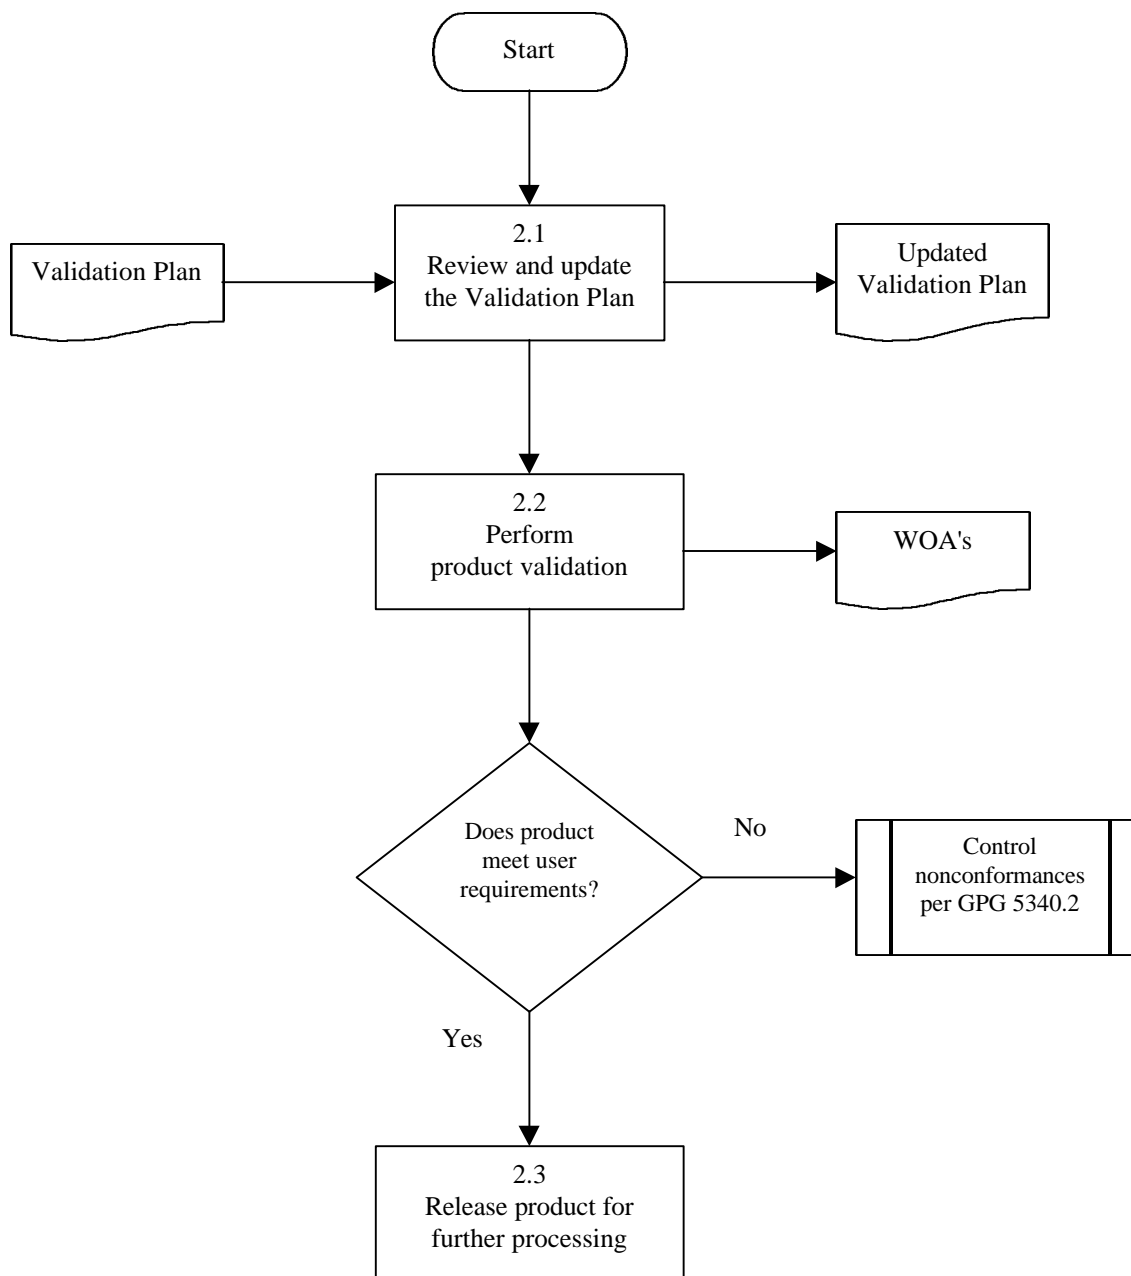 Start
Validation Plan
2.1
Review and update
the Validation Plan
Updated
Validation Plan
2.2
Perform
product validation
WOA's
Does product
meet user
requirements?
No
Control
nonconformances
per GPG 5340.2
Yes
2.3
Release product for
further processing